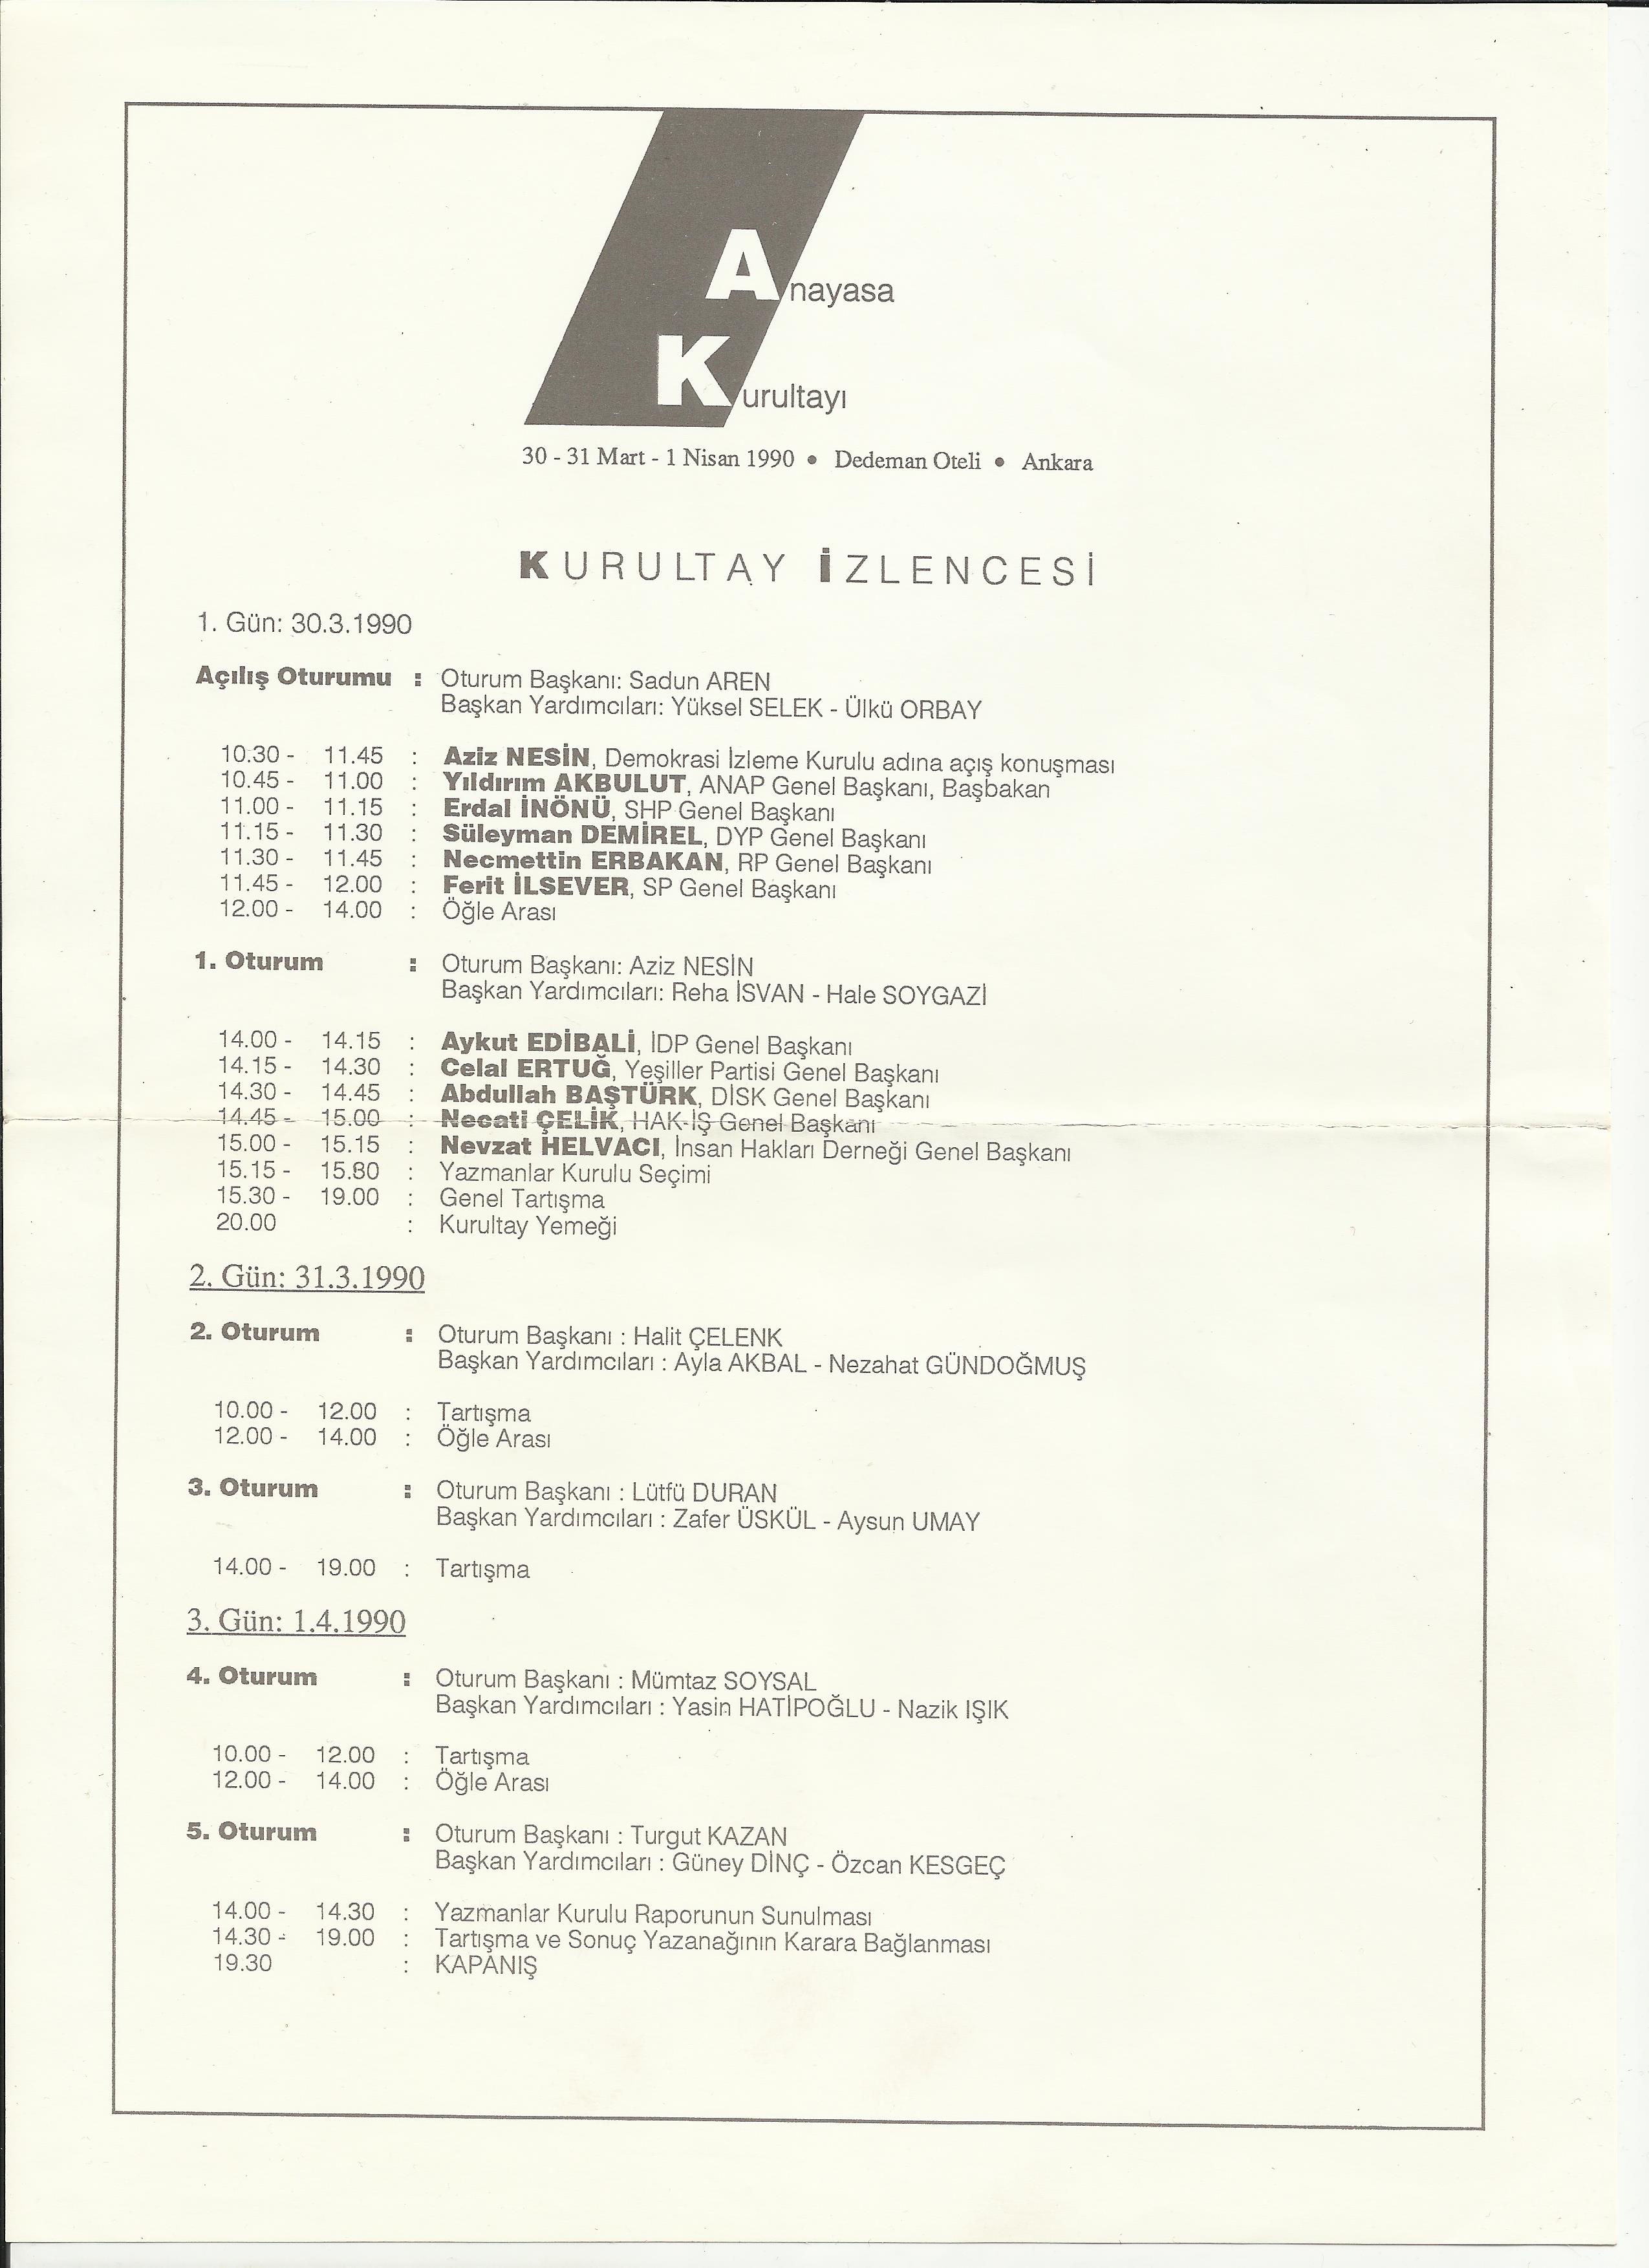 Anayasa
Kurultayı
30 - 31 Mart - 1 Nisan 1990 • Dedeman Oteli • Ankara
KURULTAY İZLENCESİ
1. Gün: 30.3.1990
Açılış Oturumu : Oturum Başkanı: Sadun AREN
Başkan Yardımcıları: Yüksel SELEK - Ülkü ORBAY
10.30 - 11.45 : Aziz NESİN, Demokrasi İzleme Kurulu adına açış konuşması
10.45 - 11.00 : Yıldırım AKBULUT, ANAP Genel Başkanı, Başbakan
11.00 - 11.15 : Erdal İNÖNÜ, SHP Genel Başkanı
11.15 - 11.30 : Süleyman DEMİREL, DYP Genel Başkanı
11.30 - 11.45 : Necmettin ERBAKAN, RP Genel Başkanı
11.45 - 12.00 : Ferit İLSEVER, SP Genel Başkanı
12.00 - 14.00 : Öğle Arası
1. Oturum : Oturum Başkanı: Aziz NESİN
Başkan Yardımcıları: Reha İSVAN - Hale SOYGAZİ
14.00 - 14.15 : Aykut EDİBALİ, İDP Genel Başkanı
14.15 - 14.30 : Celal ERTUĞ, Yeşiller Partisi Genel Başkanı
14.30 - 14.45 : Abdullah BAŞTÜRK, DİSK Genel Başkanı
14.45 - 15.00 : Necati ÇELİK, HAK-İŞ Genel Başkanı
15.00 - 15.15 : Nevzat HELVACI, İnsan Hakları Derneği Genel Başkanı
15.15 - 15.80 : Yazmanlar Kurulu Seçimi
15.30 - 19.00 : Genel Tartışma
20.00 : Kurultay Yemeği
2. Gün: 31.3.1990
2. Oturum : Oturum Başkanı : Halit ÇELENK
Başkan Yardımcıları : Ayla AKBAL - Nezahat GÜNDOĞMUŞ
10.00 - 12.00 : Tartışma
12.00 - 14.00 : Öğle Arası
3. Oturum : Oturum Başkanı : Lütfü DURAN
Başkan Yardımcıları : Zafer ÜSKÜL - Aysun UMAY
14.00 - 19.00 : Tartışma
3. Gün: 1.4.1990
4. Oturum : Oturum Başkanı : Mümtaz SOYSAL
Başkan Yardımcıları : Yasin HATİPOĞLU - Nazik IŞIK
10.00 - 12.00 : Tartışma
12.00 - 14.00 : Öğle Arası
5. Oturum : Oturum Başkanı : Turgut KAZAN
Başkan Yardımcıları : Güney DİNÇ - Özcan KESGEÇ
14.00 - 14.30 : Yazmanlar Kurulu Raporunun Sunulması
14.30 - 19.00 : Tartışma ve Sonuç Yazanağının Karara Bağlanması
19.30 : KAPANIŞ